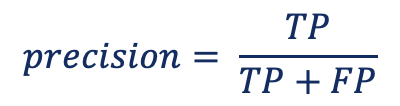 precision = TP / TP + FP